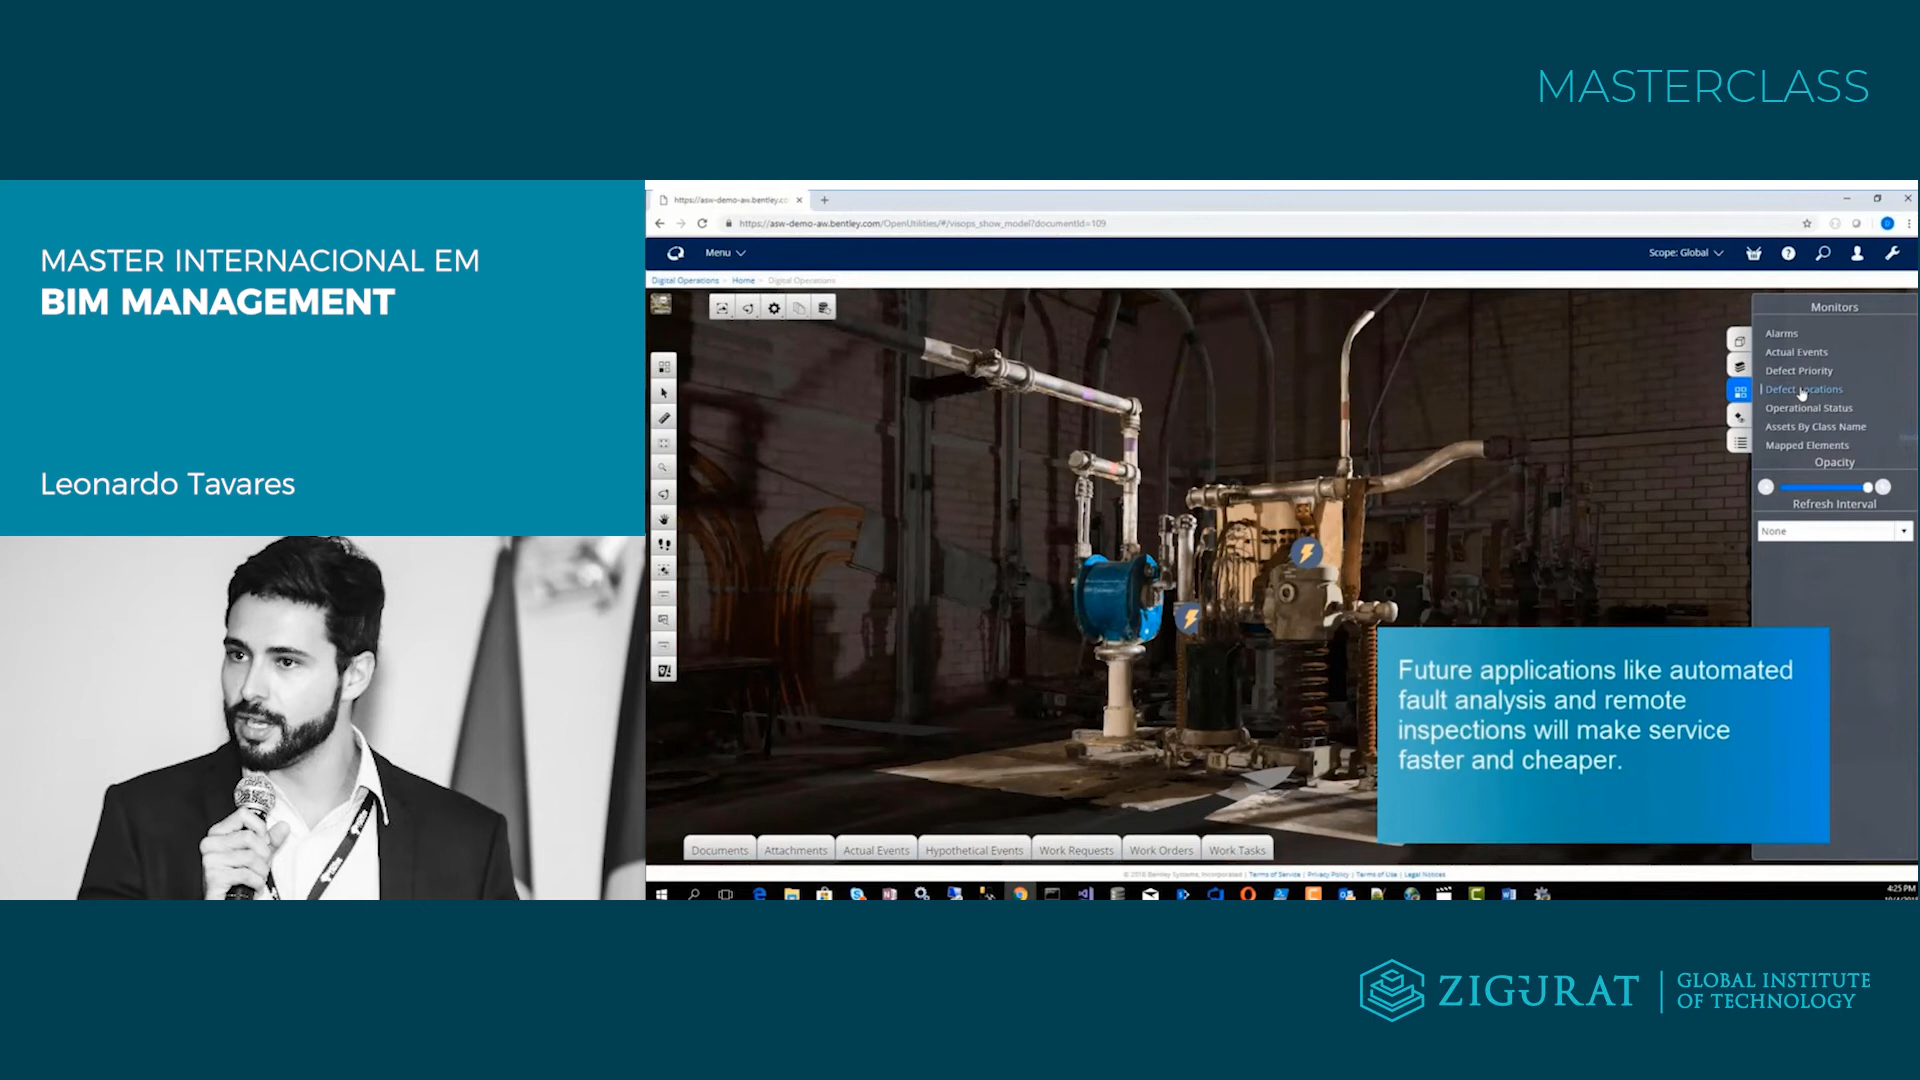 MASTERCLASS
MASTER INTERNACIONAL EM
BIM MANAGEMENT
Leonardo Tavares
https://asw-demo-aw.bentley.co
https://asw-demo-aw.bentley.com/OpenUtilities/#/visops_show_model?documentId=109
Menu
Scope: Global
Digital Operations
Home
Digital Operations
Monitors
Alarms
Actual Events
Defect Priority
Defect Locations
Operational Status
Assets By Class Name
Mapped Elements
Opacity
Refresh Interval
None
Future applications like automated
fault analysis and remote
inspections will make service
faster and cheaper.
Documents
Attachments
Actual Events
Hypothetical Events
Work Requests
Work Orders
Work Tasks
© 2018 Bentley Systems, Incorporated | Terms of Service | Privacy Policy | Terms of Use | Legal Notices
4:25 PM
ZIGURAT
GLOBAL INSTITUTE
OF TECHNOLOGY